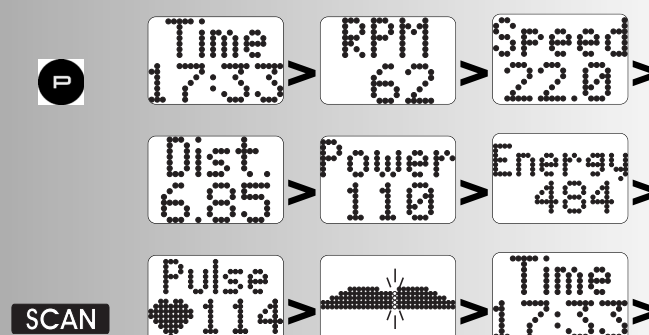 Time > RPM > Speed >
17:33 62 22.0
P
Dist. > Power > Energy >
6.85 110 484
Pulse > > Time >
114 17:33
SCAN